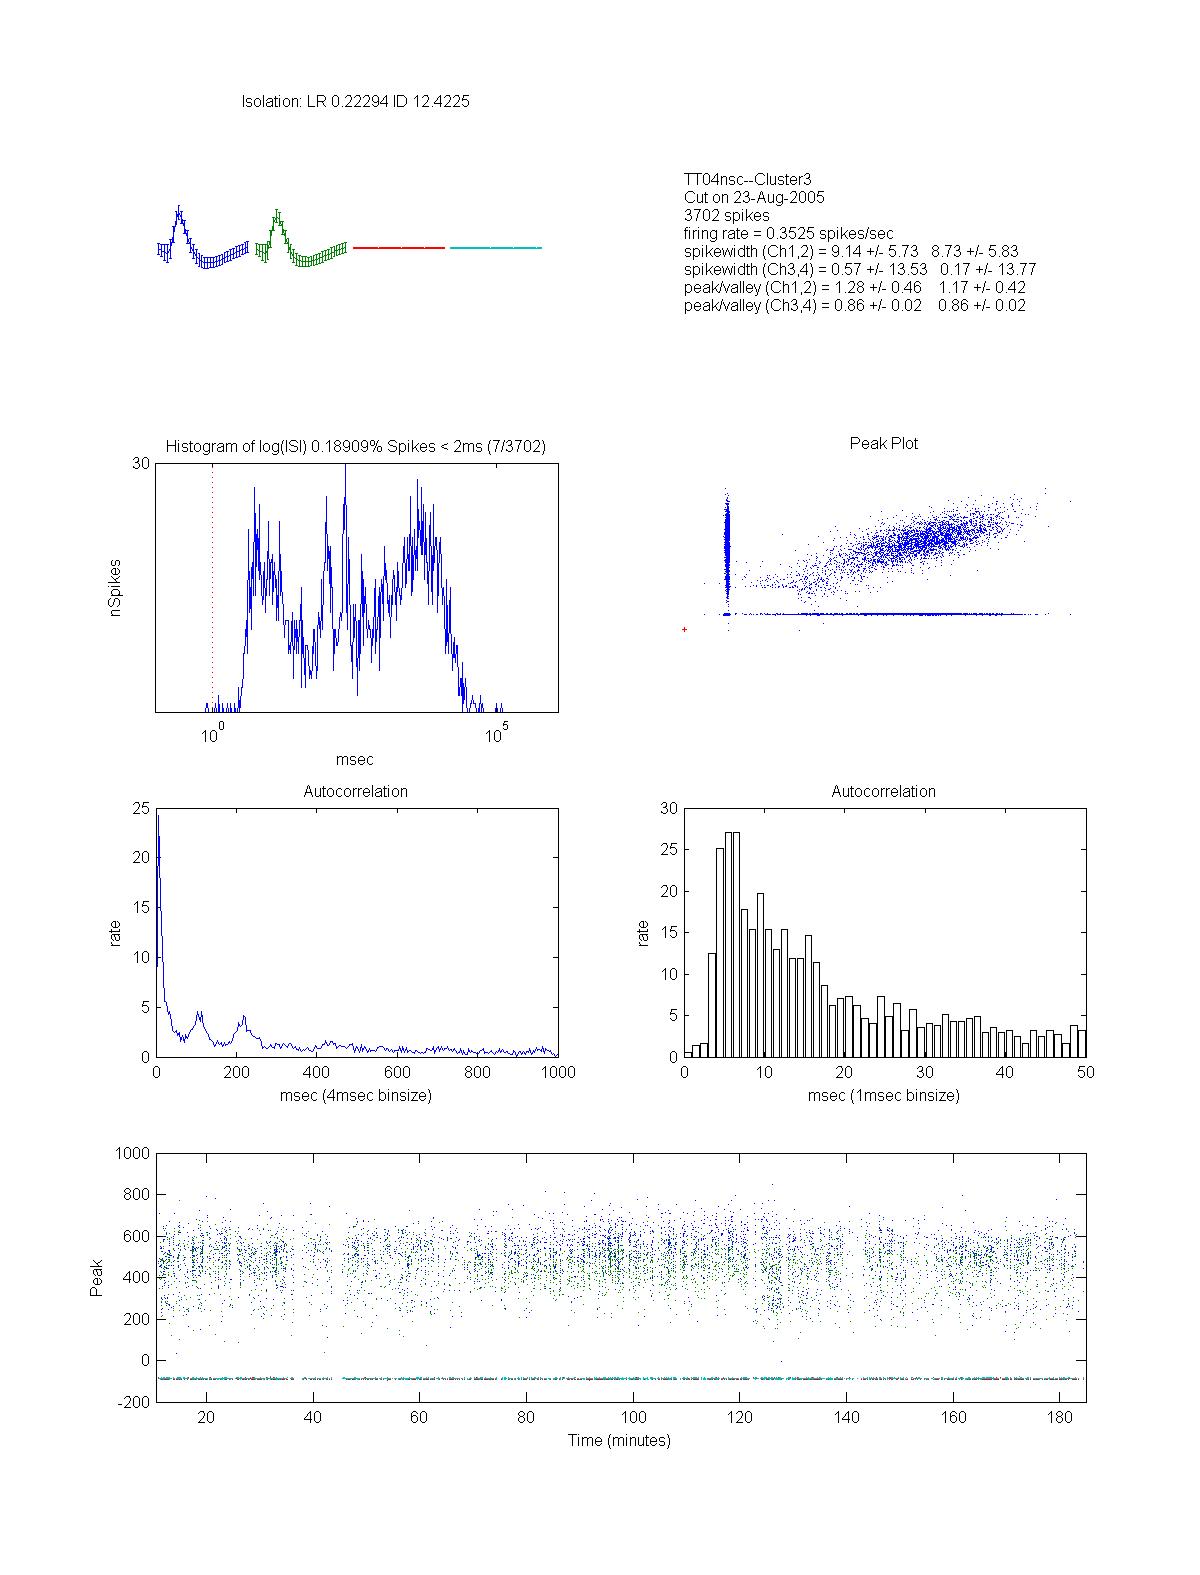 Isolation: LR 0.22294 ID 12.4225
TT04nsc--Cluster3
Cut on 23-Aug-2005
3702 spikes
firing rate = 0.3525 spikes/sec
spikewidth (Ch1,2) = 9.14 +/- 5.73   8.73 +/- 5.83
spikewidth (Ch3,4) = 0.57 +/- 13.53   0.17 +/- 13.77
peak/valley (Ch1,2) = 1.28 +/- 0.46   1.17 +/- 0.42
peak/valley (Ch3,4) = 0.86 +/- 0.02   0.86 +/- 0.02
Histogram of log(ISI) 0.18909% Spikes < 2ms (7/3702)
30
nSpikes
10^0 10^5
msec
Peak Plot
Autocorrelation
25
20
15
10
5
0
rate
0 200 400 600 800 1000
msec (4msec binsize)
Autocorrelation
30
25
20
15
10
5
0
rate
0 10 20 30 40 50
msec (1msec binsize)
1000
800
600
400
200
0
-200
Peak
20 40 60 80 100 120 140 160 180
Time (minutes)